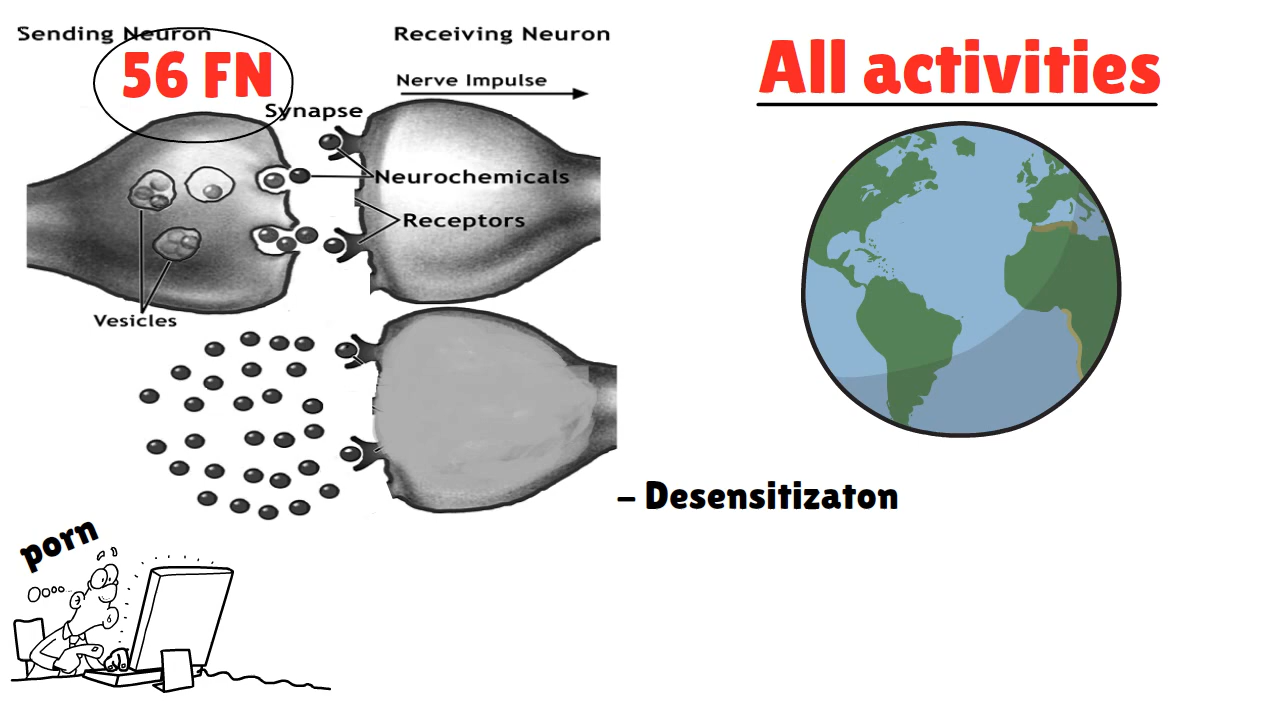 Sending Neuron
56 FN
Receiving Neuron
Nerve Impulse
Synapse
Neurochemicals
Receptors
Vesicles
All activities
- Desensitizaton
porn